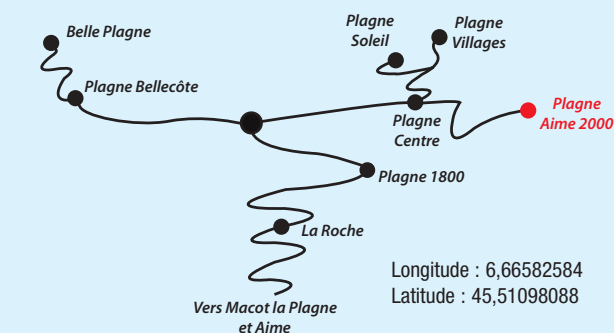 Belle Plagne
Plagne
Soleil
Plagne
Villages
Plagne Bellecôte
Plagne
Centre
Plagne
Aime 2000
Plagne 1800
La Roche
Longitude : 6,66582584
Latitude : 45,51098088
Vers Macot la Plagne
et Aime